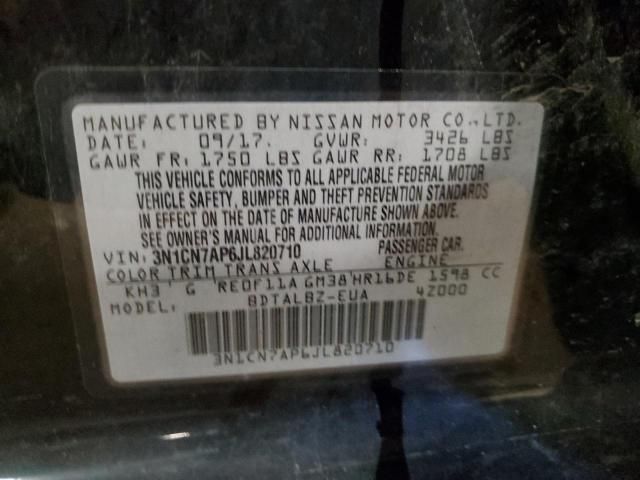 MANUFACTURED BY NISSAN MOTOR CO., LTD.
DATE: 09/17. GVWR: 3426 LBS
GAWR FR: 1750 LBS GAWR RR: 1708 LBS
THIS VEHICLE CONFORMS TO ALL APPLICABLE FEDERAL MOTOR
VEHICLE SAFETY, BUMPER AND THEFT PREVENTION STANDARDS
IN EFFECT ON THE DATE OF MANUFACTURE SHOWN ABOVE.
SEE OWNER'S MANUAL FOR ADDITIONAL INFORMATION.
VIN: 3N1CN7AP6JL820710 PASSENGER CAR.
COLOR TRIM TRANS AXLE ENGINE
KH3 G RE0F11A GM38 HR16DE 1598 CC
MODEL: BDTALBZ-EUA 4Z000
3N1CN7AP6JL820710